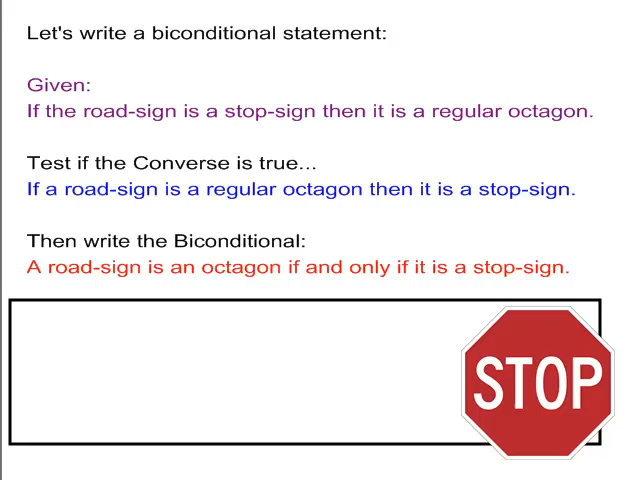 Let's write a biconditional statement:
Given:
If the road-sign is a stop-sign then it is a regular octagon.
Test if the Converse is true...
If a road-sign is a regular octagon then it is a stop-sign.
Then write the Biconditional:
A road-sign is an octagon if and only if it is a stop-sign.
STOP